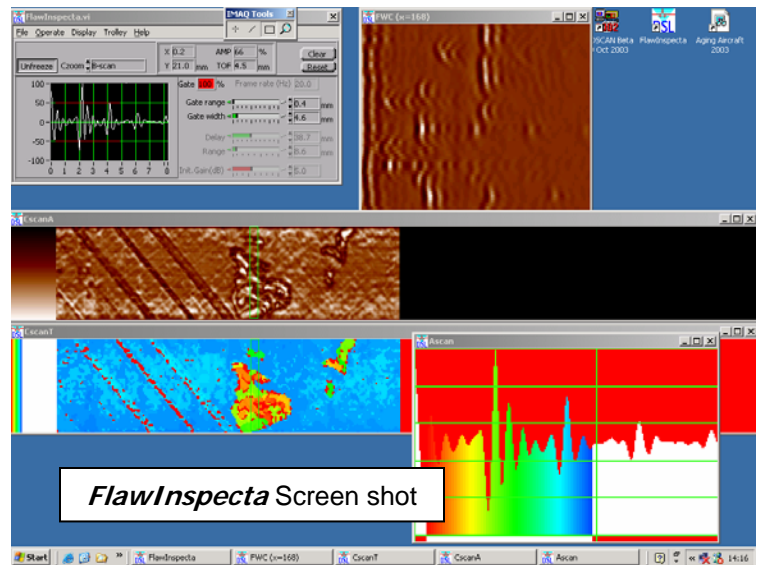 FlawInspecta.vi
IMAQ Tools
File Operate Display Trolley Help
X 0.2 AMP 66 % Clear
Unfreeze Czoom B-scan Y 21.0 mm TOF 4.5 mm Reset
Gate 100 % Frame rate (Hz) 20.0
Gate range 0.4 mm
Gate width 4.6 mm
Delay 38.7 mm
Range 8.6 mm
Init.Gain(dB) 5.0
100
50
0
-50
-100
0 1 2 3 4 5 6 7 8
FWC (x=168)
DSCAN Beta
Oct 2003
FlawInspecta
Aging Aircraft
2003
CscanA
CscanT
Ascan
FlawInspecta Screen shot
Start FlawInspecta FWC (x=168) CscanT CscanA Ascan 14:16